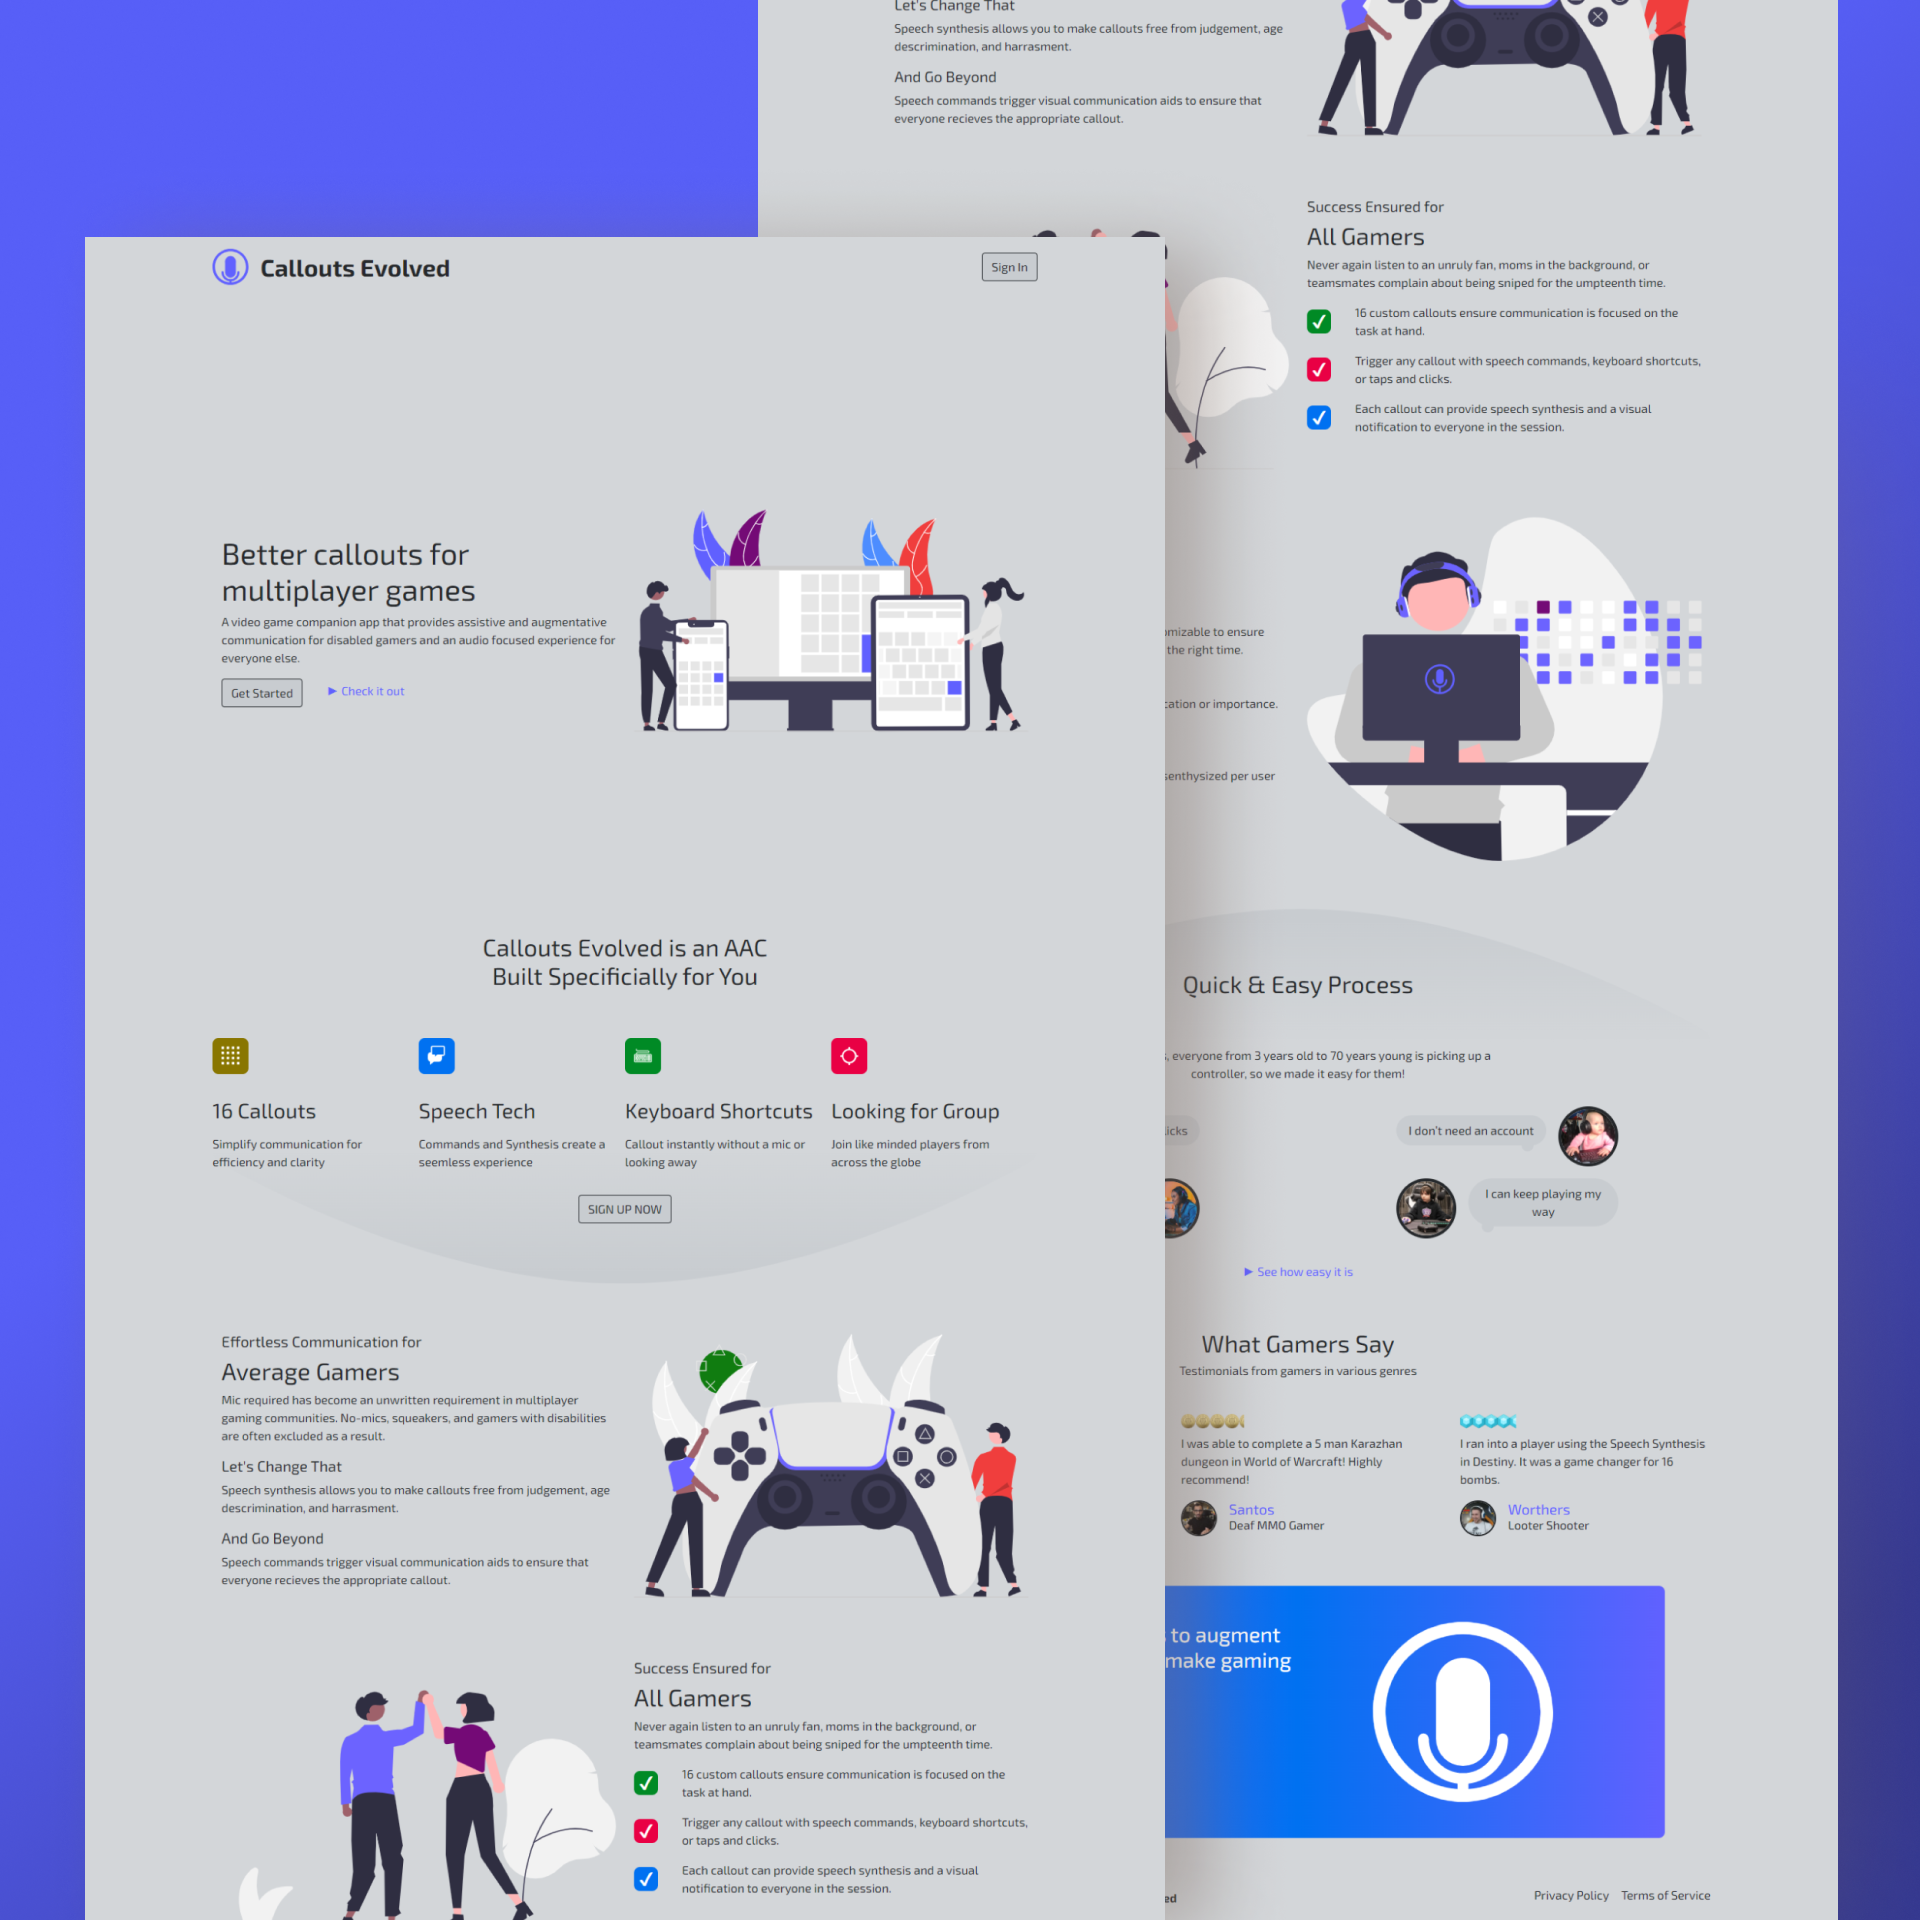 Callouts Evolved
Sign In
Better callouts for
multiplayer games
A video game companion app that provides assistive and augmentative
communication for disabled gamers and an audio focused experience for
everyone else.
Get Started
▶ Check it out
Callouts Evolved is an AAC
Built Specificially for You
16 Callouts
Simplify communication for
efficiency and clarity
Speech Tech
Commands and Synthesis create a
seemless experience
Keyboard Shortcuts
Callout instantly without a mic or
looking away
Looking for Group
Join like minded players from
across the globe
SIGN UP NOW
Effortless Communication for
Average Gamers
Mic required has become an unwritten requirement in multiplayer
gaming communities. No-mics, squeakers, and gamers with disabilities
are often excluded as a result.
Let's Change That
Speech synthesis allows you to make callouts free from judgement, age
descrimination, and harrasment.
And Go Beyond
Speech commands trigger visual communication aids to ensure that
everyone recieves the appropriate callout.
Success Ensured for
All Gamers
Never again listen to an unruly fan, moms in the background, or
teamsmates complain about being sniped for the umpteenth time.
16 custom callouts ensure communication is focused on the
task at hand.
Trigger any callout with speech commands, keyboard shortcuts,
or taps and clicks.
Each callout can provide speech synthesis and a visual
notification to everyone in the session.
Let's Change That
Speech synthesis allows you to make callouts free from judgement, age
descrimination, and harrasment.
And Go Beyond
Speech commands trigger visual communication aids to ensure that
everyone recieves the appropriate callout.
Success Ensured for
All Gamers
Never again listen to an unruly fan, moms in the background, or
teamsmates complain about being sniped for the umpteenth time.
16 custom callouts ensure communication is focused on the
task at hand.
Trigger any callout with speech commands, keyboard shortcuts,
or taps and clicks.
Each callout can provide speech synthesis and a visual
notification to everyone in the session.
to ensure
the right time.
or importance.
senthysized per user
Quick & Easy Process
everyone from 3 years old to 70 years young is picking up a
controller, so we made it easy for them!
I don't need an account
I can keep playing my
way
▶ See how easy it is
What Gamers Say
Testimonials from gamers in various genres
I was able to complete a 5 man Karazhan
dungeon in World of Warcraft! Highly
recommend!
Santos
Deaf MMO Gamer
I ran into a player using the Speech Synthesis
in Destiny. It was a game changer for 16
bombs.
Worthers
Looter Shooter
to augment
make gaming
Privacy Policy
Terms of Service